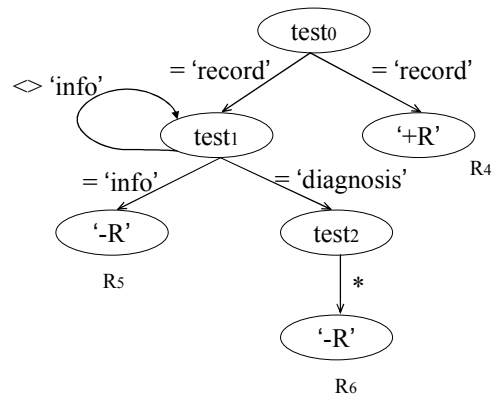 test0
= ‘record’
= ‘record’
<> ‘info’
test1
‘+R’
R4
= ‘info’
= ‘diagnosis’
‘-R’
test2
R5
*
‘-R’
R6